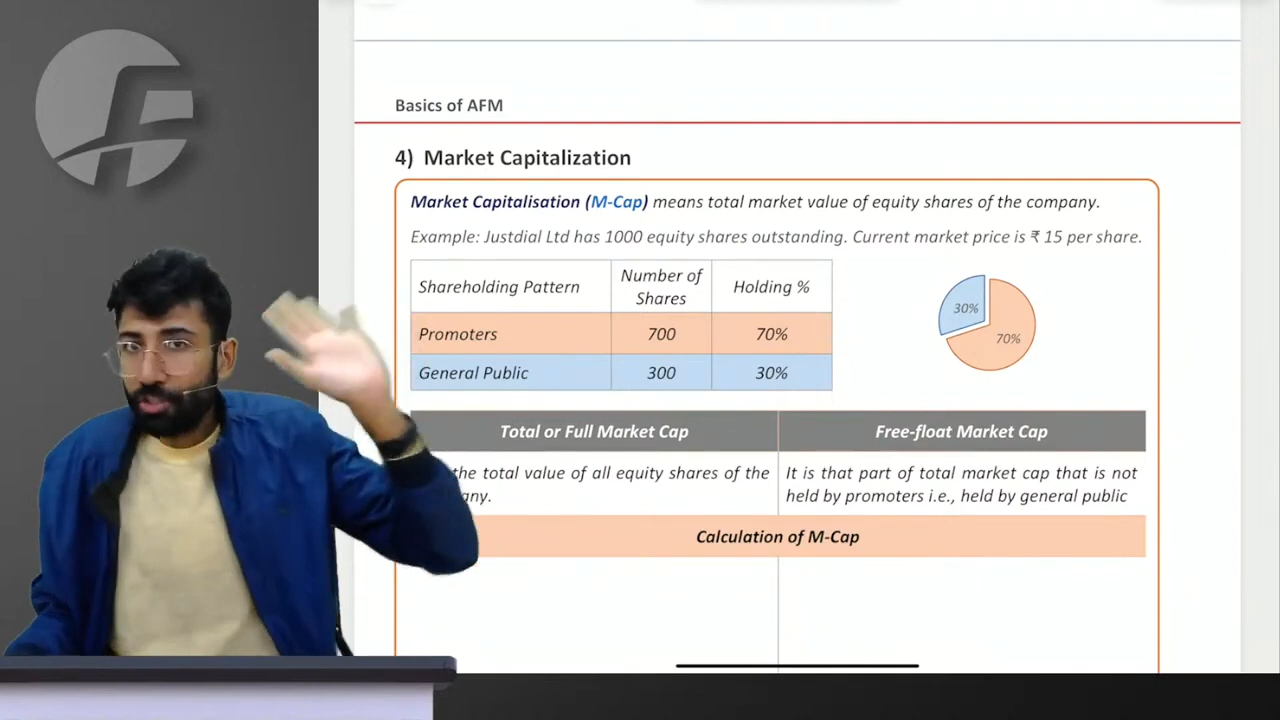 Basics of AFM
4) Market Capitalization
Market Capitalisation (M-Cap) means total market value of equity shares of the company.
Example: Justdial Ltd has 1000 equity shares outstanding. Current market price is ₹ 15 per share.
Shareholding Pattern
Number of
Shares
Holding %
Promoters 700 70%
General Public 300 30%
30%
70%
Total or Full Market Cap
Free-float Market Cap
the total value of all equity shares of the
It is that part of total market cap that is not
held by promoters i.e., held by general public
Calculation of M-Cap